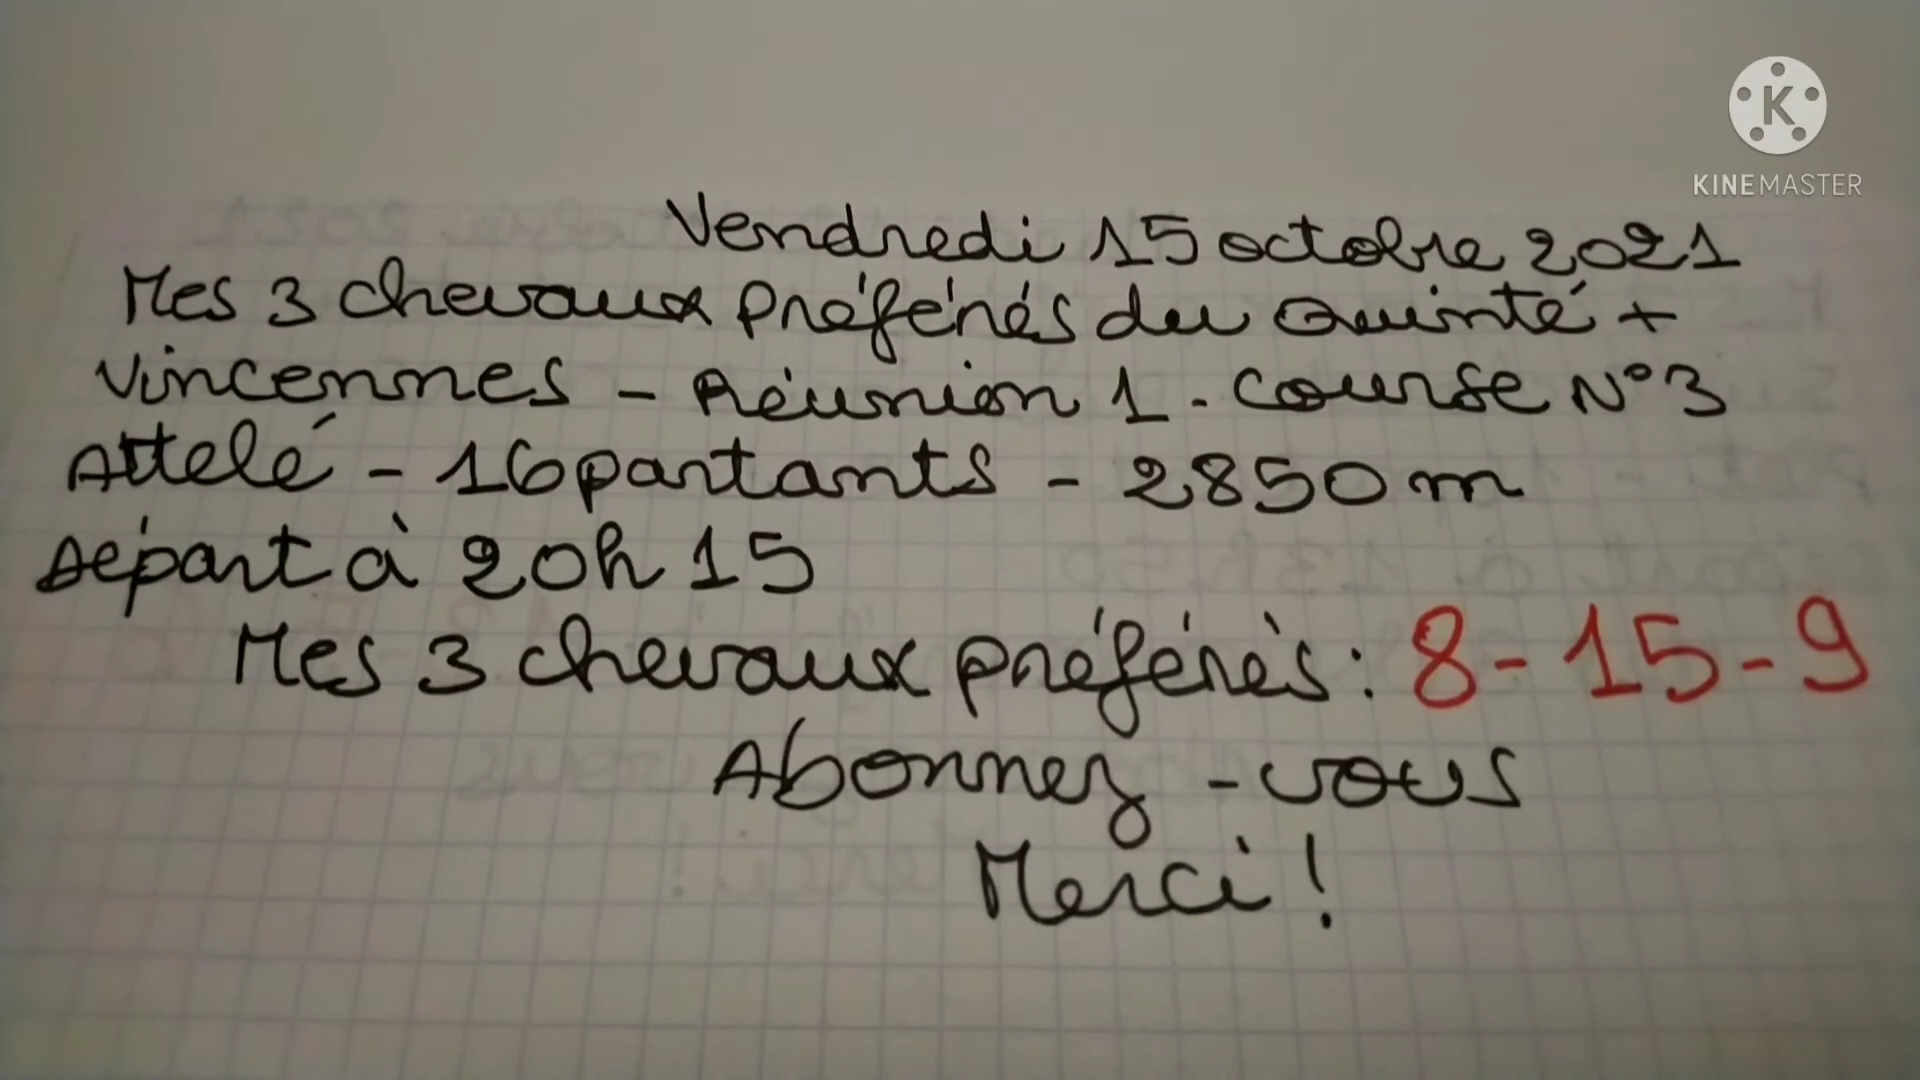 KINEMASTER
Vendredi 15 octobre 2021
Mes 3 chevaux préférés du Quinté +
Vincennes - Réunion 1 - Course N°3
Attelé - 16 partants - 2850 m
Départ à 20h15
Mes 3 chevaux préférés : 8 - 15 - 9
Abonnez-vous
Merci !